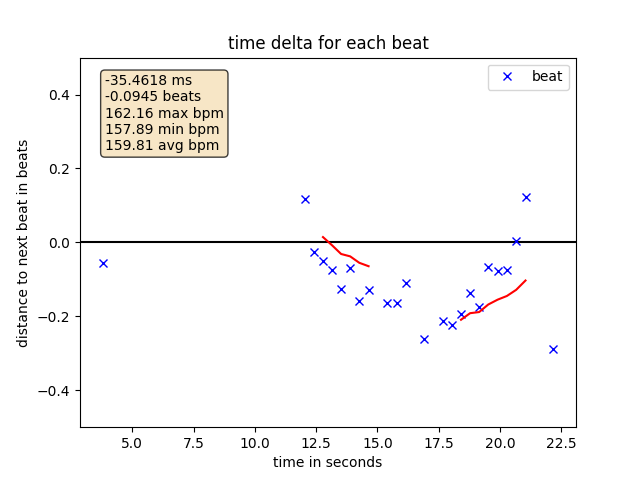 time delta for each beat
-35.4618 ms
-0.0945 beats
162.16 max bpm
157.89 min bpm
159.81 avg bpm
beat
distance to next beat in beats
0.4
0.2
0.0
−0.2
−0.4
5.0 7.5 10.0 12.5 15.0 17.5 20.0 22.5
time in seconds